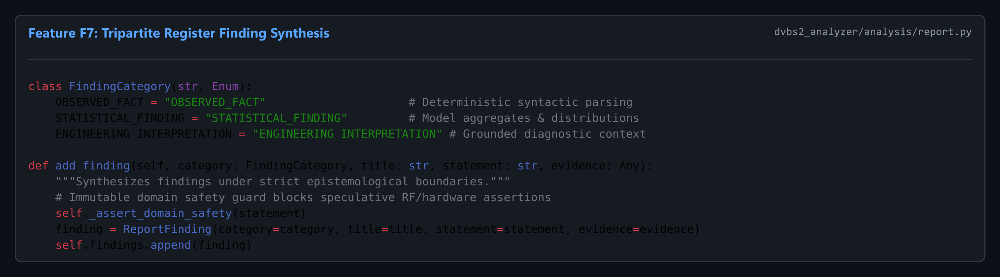 Feature F7: Tripartite Register Finding Synthesis
dvbs2_analyzer/analysis/report.py
class FindingCategory(str, Enum):
    OBSERVED_FACT = "OBSERVED_FACT"                     # Deterministic syntactic parsing
    STATISTICAL_FINDING = "STATISTICAL_FINDING"         # Model aggregates & distributions
    ENGINEERING_INTERPRETATION = "ENGINEERING_INTERPRETATION" # Grounded diagnostic context
def add_finding(self, category: FindingCategory, title: str, statement: str, evidence: Any):
    """Synthesizes findings under strict epistemological boundaries."""
    # Immutable domain safety guard blocks speculative RF/hardware assertions
    self._assert_domain_safety(statement)
    finding = ReportFinding(category=category, title=title, statement=statement, evidence=evidence)
    self.findings.append(finding)